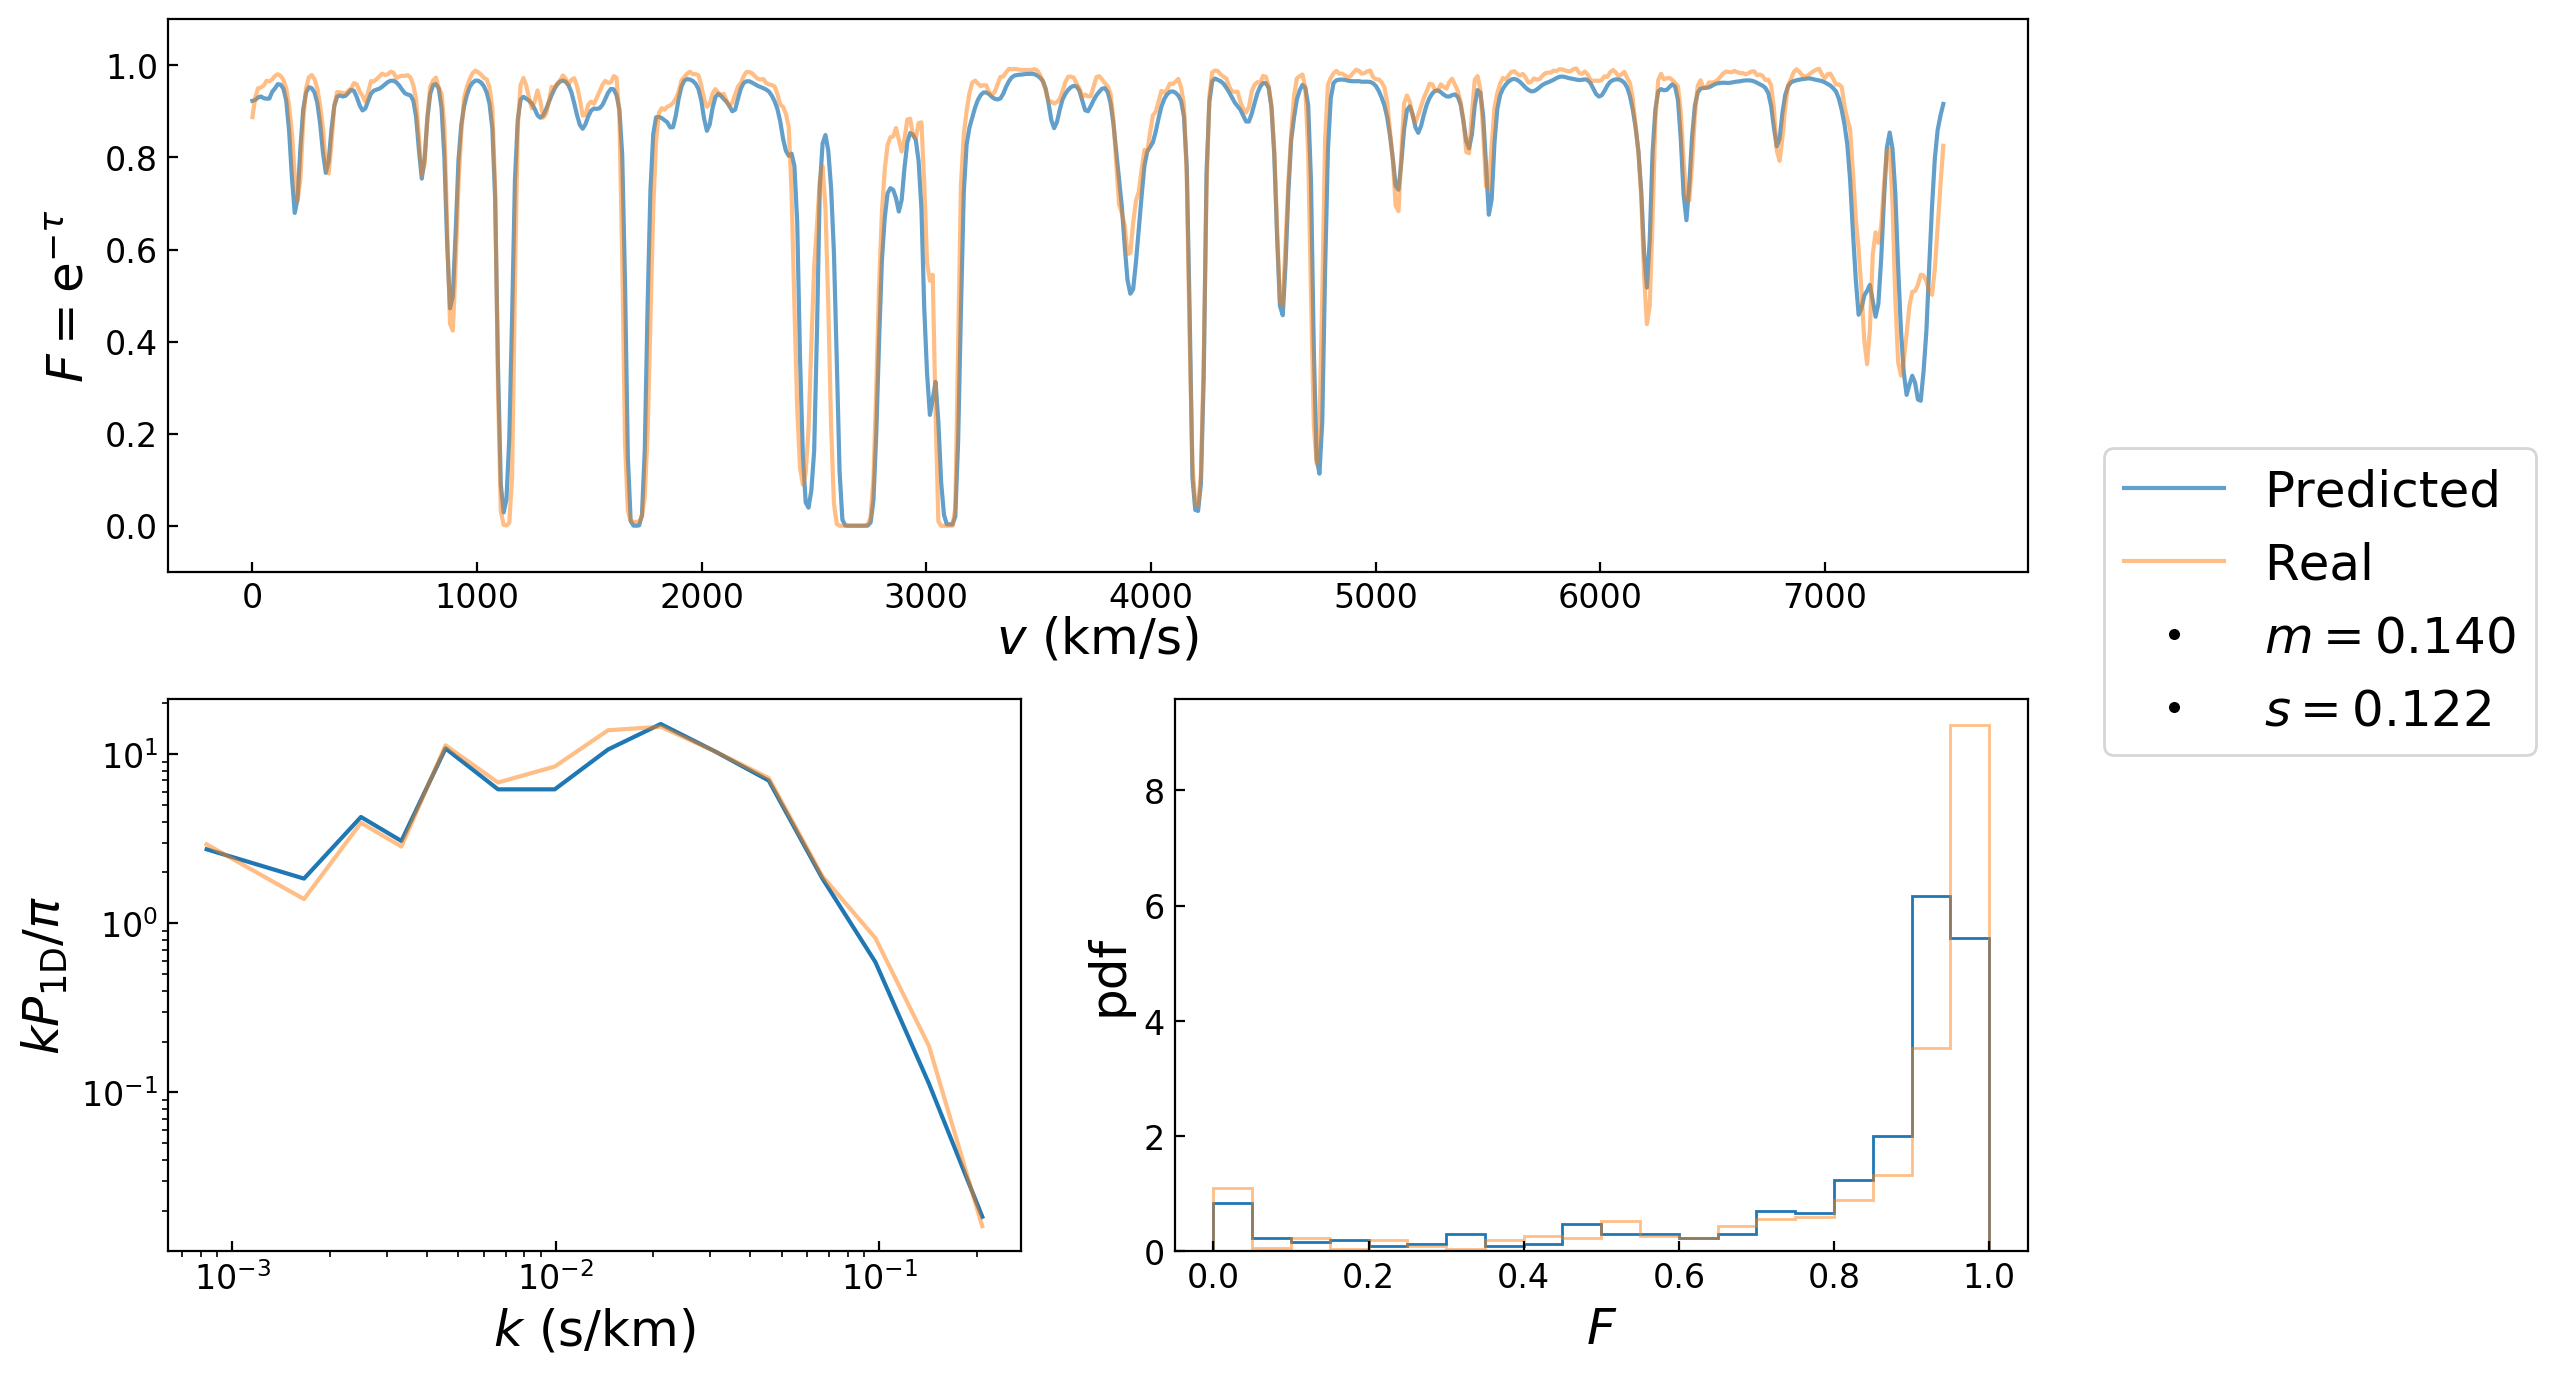 1.0
0.8
0.6
0.4
0.2
0.0
F = e^{−τ}
0 1000 2000 3000 4000 5000 6000 7000
v (km/s)
Predicted
Real
m = 0.140
s = 0.122
10^1
10^0
10^{−1}
kP_{1D}/π
10^{−3} 10^{−2} 10^{−1}
k (s/km)
8
6
4
2
0
pdf
0.0 0.2 0.4 0.6 0.8 1.0
F